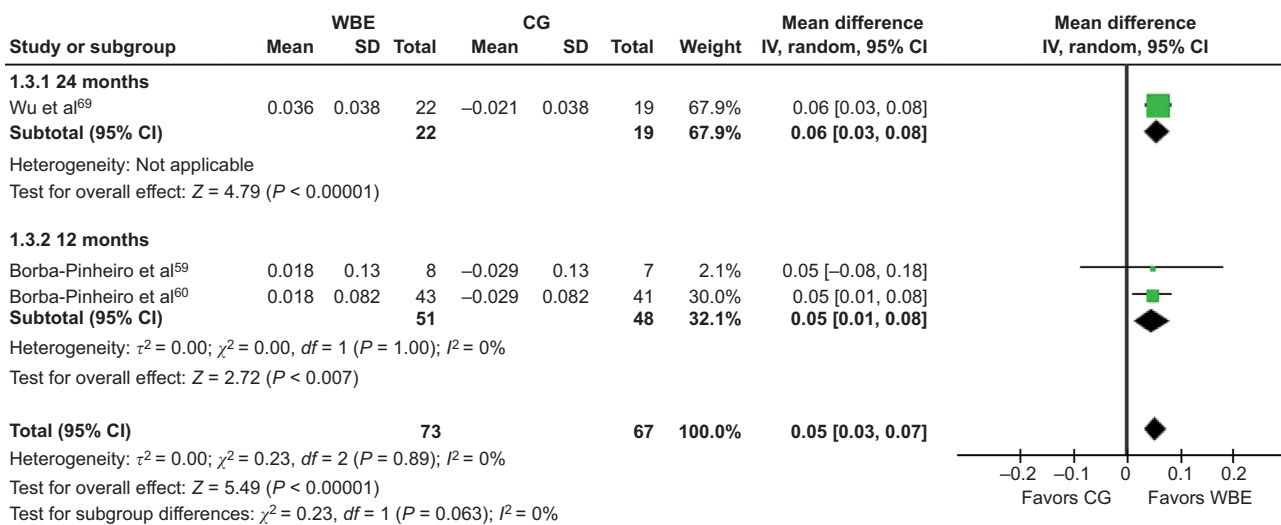 WBE CG Mean difference Mean difference
Study or subgroup Mean SD Total Mean SD Total Weight IV, random, 95% CI IV, random, 95% CI
1.3.1 24 months
Wu et al⁶⁹ 0.036 0.038 22 –0.021 0.038 19 67.9% 0.06 [0.03, 0.08]
Subtotal (95% CI) 22 19 67.9% 0.06 [0.03, 0.08]
Heterogeneity: Not applicable
Test for overall effect: Z = 4.79 (P < 0.00001)
1.3.2 12 months
Borba-Pinheiro et al⁵⁹ 0.018 0.13 8 –0.029 0.13 7 2.1% 0.05 [–0.08, 0.18]
Borba-Pinheiro et al⁶⁰ 0.018 0.082 43 –0.029 0.082 41 30.0% 0.05 [0.01, 0.08]
Subtotal (95% CI) 51 48 32.1% 0.05 [0.01, 0.08]
Heterogeneity: τ² = 0.00; χ² = 0.00, df = 1 (P = 1.00); I² = 0%
Test for overall effect: Z = 2.72 (P < 0.007)
Total (95% CI) 73 67 100.0% 0.05 [0.03, 0.07]
Heterogeneity: τ² = 0.00; χ² = 0.23, df = 2 (P = 0.89); I² = 0%
Test for overall effect: Z = 5.49 (P < 0.00001)
Test for subgroup differences: χ² = 0.23, df = 1 (P = 0.063); I² = 0%
–0.2 –0.1 0 0.1 0.2
Favors CG Favors WBE